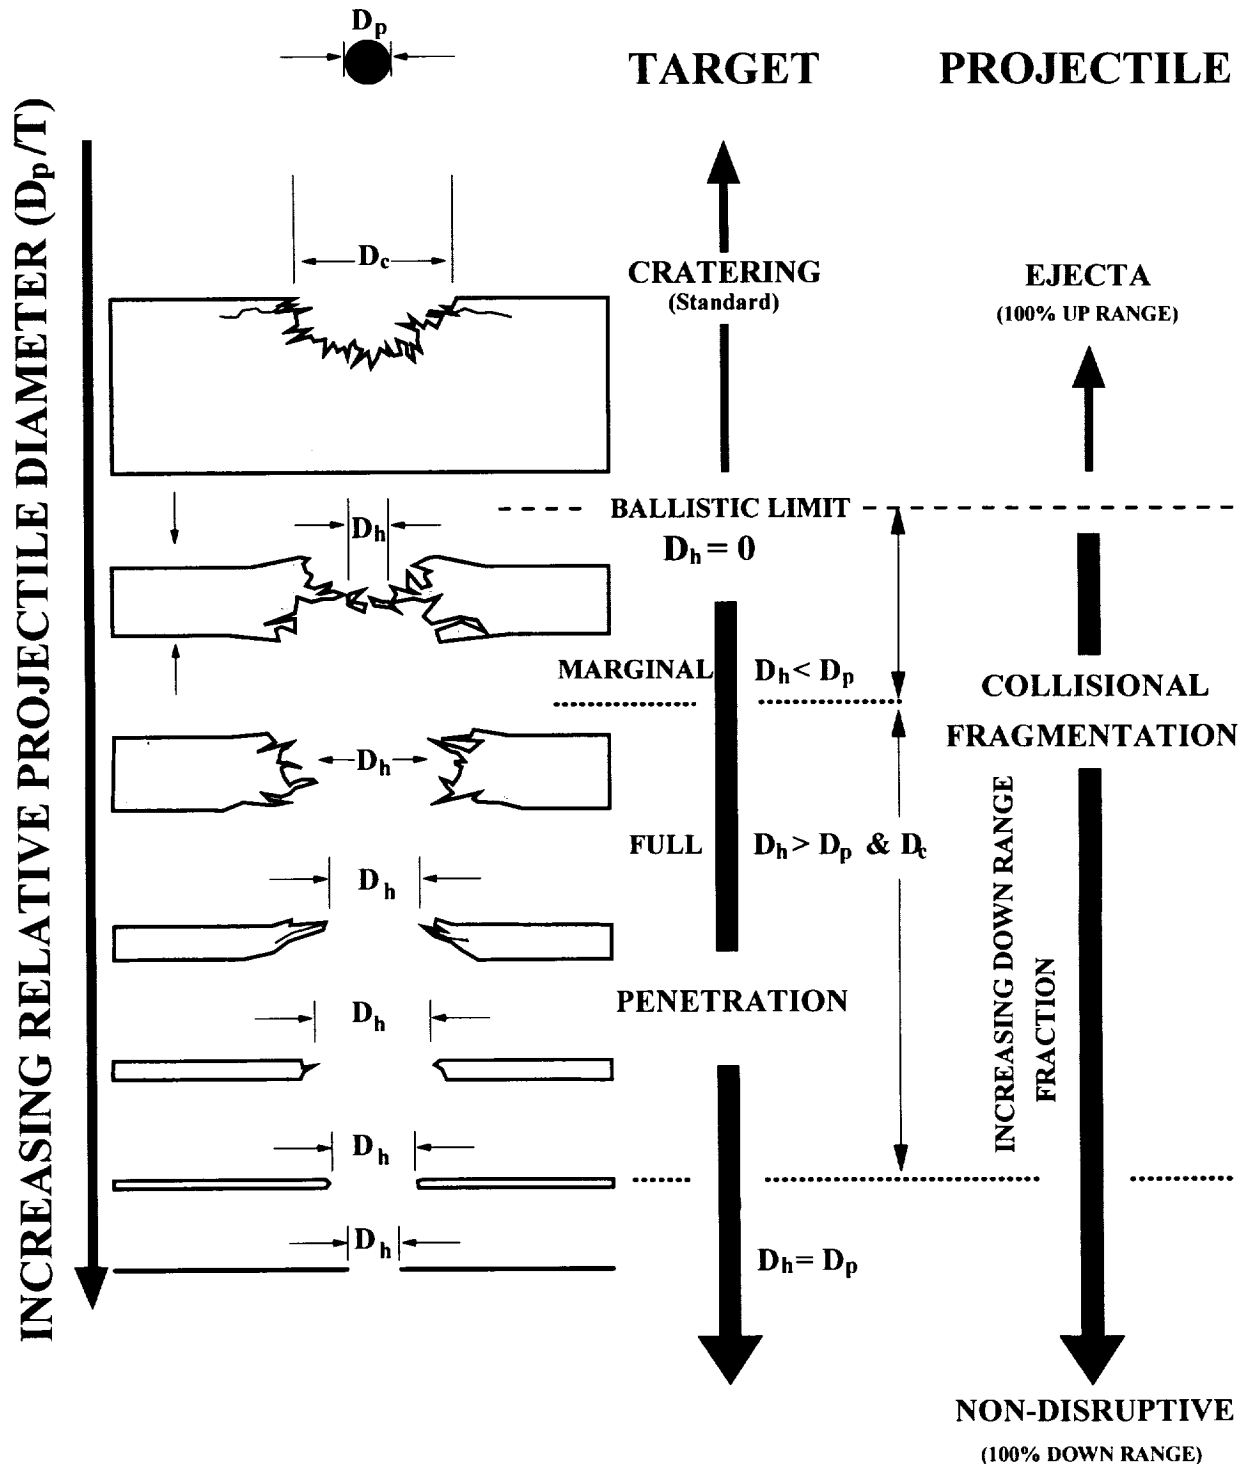 INCREASING RELATIVE PROJECTILE DIAMETER (Dp/T)
Dp
TARGET
PROJECTILE
Dc
CRATERING
(Standard)
EJECTA
(100% UP RANGE)
BALLISTIC LIMIT
Dh = 0
Dh
MARGINAL
Dh < Dp
COLLISIONAL
FRAGMENTATION
Dh
FULL
Dh > Dp & Dc
INCREASING DOWN RANGE
FRACTION
Dh
PENETRATION
Dh
Dh
Dh
Dh = Dp
NON-DISRUPTIVE
(100% DOWN RANGE)